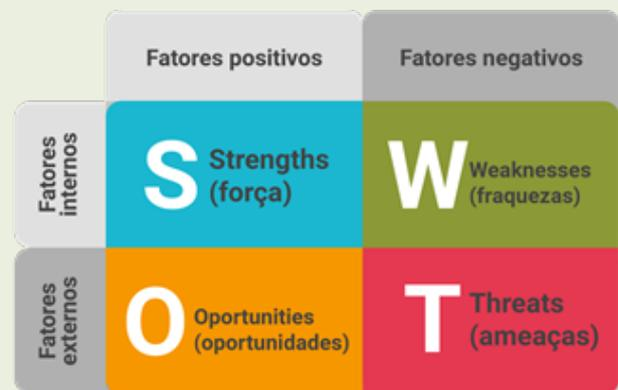 Fatores positivos
Fatores negativos
Fatores
internos
S
Strengths
(força)
W
Weaknesses
(fraquezas)
Fatores
externos
O
Oportunities
(oportunidades)
T
Threats
(ameaças)